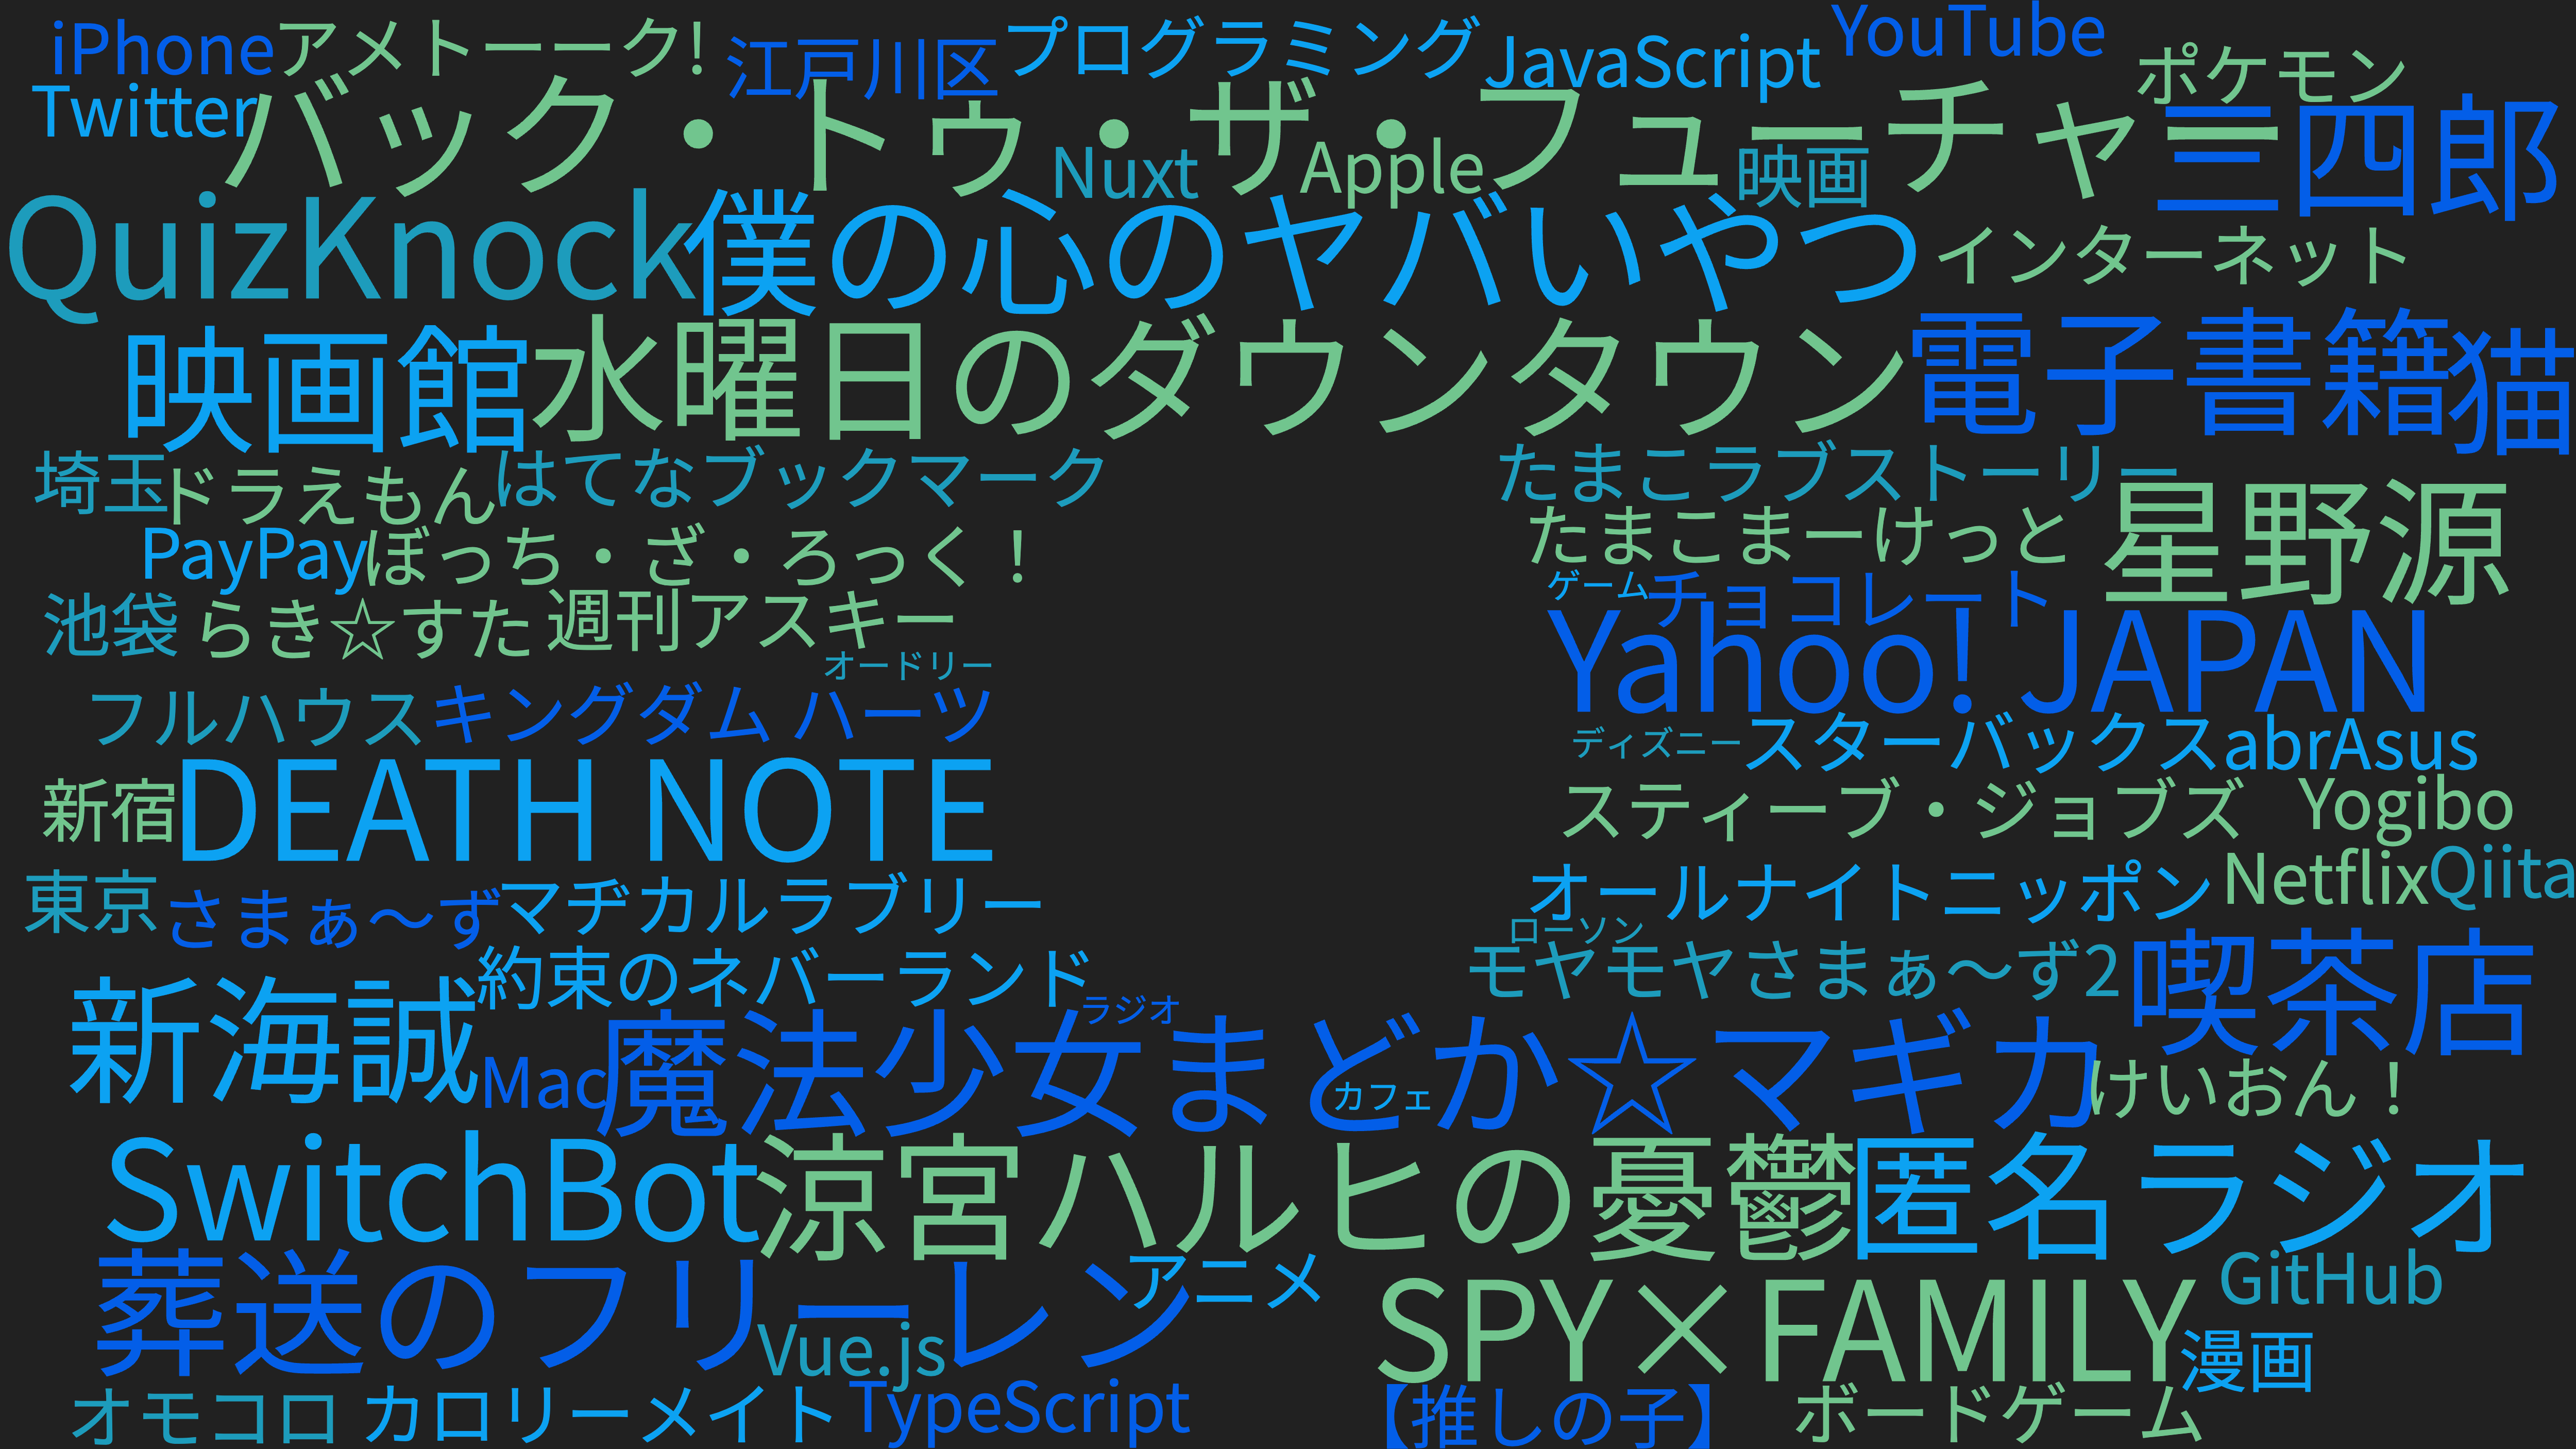 iPhone
アメトーーク!
江戸川区
プログラミング
JavaScript
YouTube
ポケモン
Twitter
バック・トゥ・ザ・フューチャー
Nuxt
Apple
映画
三四郎
QuizKnock
僕の心のヤバいやつ
インターネット
映画館
水曜日のダウンタウン
電子書籍
猫
埼玉
ドラえもん
はてなブックマーク
たまこラブストーリー
PayPay
ぼっち・ざ・ろっく！
たまこまーけっと
星野源
池袋
らき☆すた
週刊アスキー
ゲーム
チョコレート
オードリー
Yahoo! JAPAN
フルハウス
キングダム ハーツ
ディズニー
スターバックス
abrAsus
新宿
DEATH NOTE
スティーブ・ジョブズ
Yogibo
東京
さまぁ～ず
マヂカルラブリー
オールナイトニッポン
Netflix
Qiita
ローソン
約束のネバーランド
モヤモヤさまぁ～ず2
喫茶店
新海誠
ラジオ
Mac
魔法少女まどか☆マギカ
カフェ
けいおん！
SwitchBot
涼宮ハルヒの憂鬱
匿名ラジオ
葬送のフリーレン
アニメ
SPY×FAMILY
GitHub
Vue.js
漫画
オモコロ
カロリーメイト
TypeScript
【推しの子】
ボードゲーム